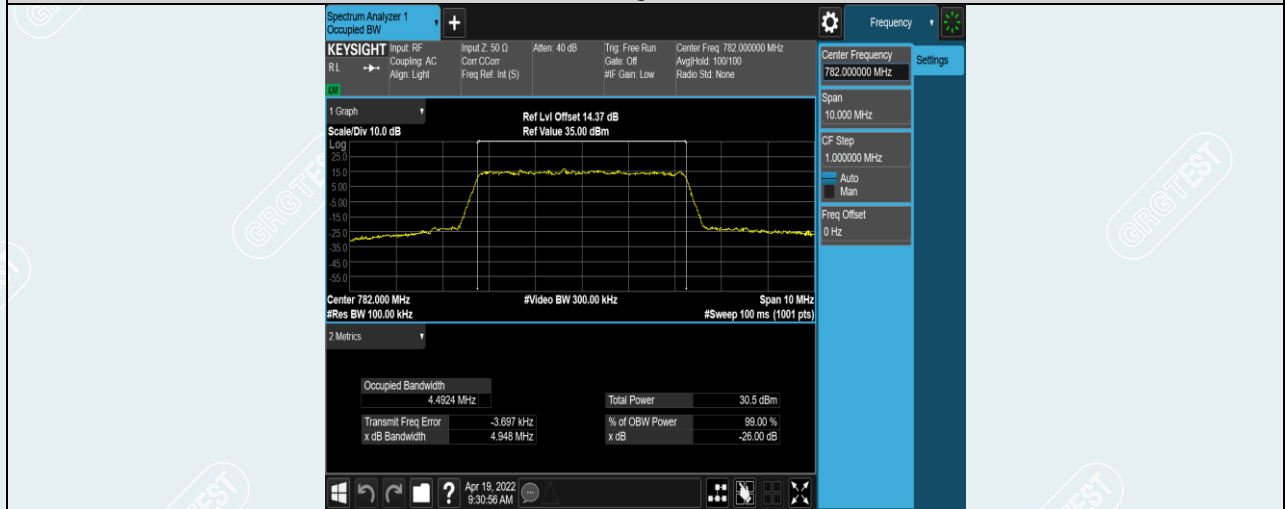 Spectrum Analyzer 1
Occupied BW
+
Frequency
KEYSIGHT
RL
LXI
Input: RF
Coupling: AC
Align: Light
Input Z: 50 Ω
Corr CCorr
Freq Ref: Int (S)
Atten: 40 dB
Trig: Free Run
Gate: Off
#IF Gain: Low
Center Freq: 782.000000 MHz
Avg|Hold: 100/100
Radio Std: None
Center Frequency
782.000000 MHz
Settings
Span
10.000 MHz
CF Step
1.000000 MHz
Auto
Man
Freq Offset
0 Hz
1 Graph
Scale/Div 10.0 dB
Ref Lvl Offset 14.37 dB
Ref Value 35.00 dBm
Log
25.0
15.0
5.00
-5.00
-15.0
-25.0
-35.0
-45.0
-55.0
Center 782.000 MHz
#Video BW 300.00 kHz
Span 10 MHz
#Res BW 100.00 kHz
#Sweep 100 ms (1001 pts)
2 Metrics
Occupied Bandwidth
4.4924 MHz
Total Power 30.5 dBm
Transmit Freq Error -3.697 kHz
% of OBW Power 99.00 %
x dB Bandwidth 4.948 MHz
x dB -26.00 dB
?
Apr 19, 2022
9:30:56 AM
GRGTEST
GRGTEST
GRGTEST